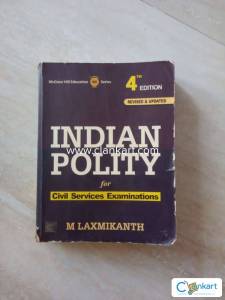 McGraw Hill Education Series
4TH EDITION
REVISED & UPDATED
INDIAN
www.clankart.com
POLITY
for
Civil Services Examinations
M LAXMIKANTH
Clankart